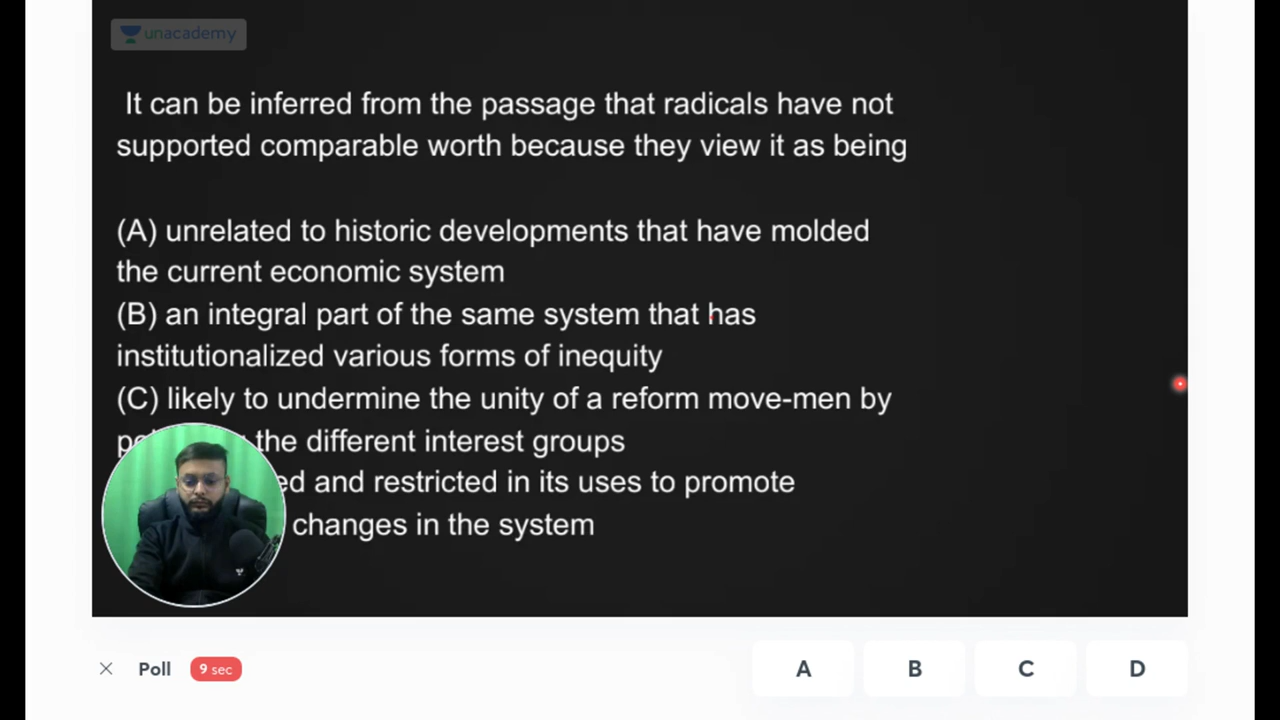 unacademy
It can be inferred from the passage that radicals have not
supported comparable worth because they view it as being
(A) unrelated to historic developments that have molded
the current economic system
(B) an integral part of the same system that has
institutionalized various forms of inequity
(C) likely to undermine the unity of a reform move-men by
the different interest groups
and restricted in its uses to promote
changes in the system
Poll 9 sec A B C D